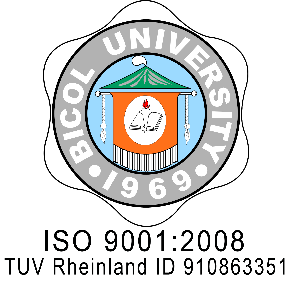 BICOL UNIVERSITY
• 1969 •
ISO 9001:2008
TUV Rheinland ID 910863351